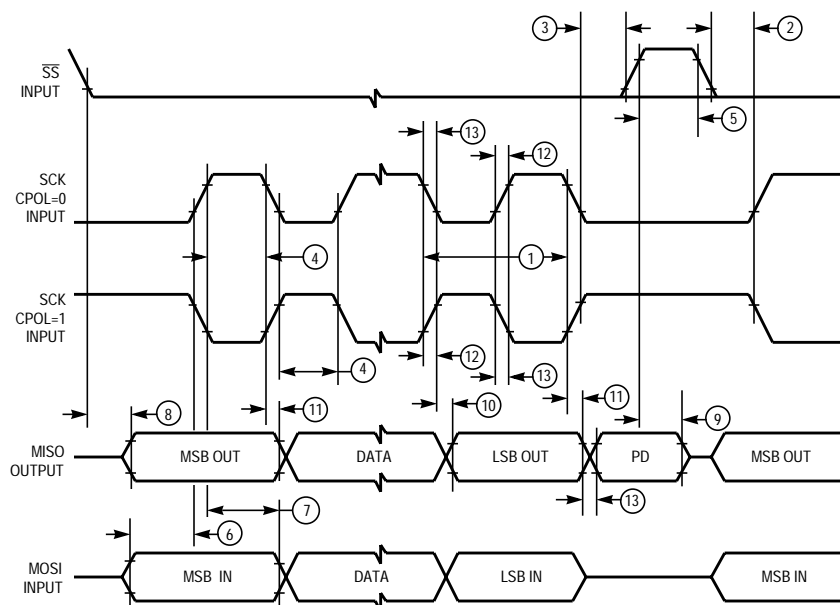 3
2
SS
INPUT
5
13
12
SCK
CPOL=0
INPUT
4
1
SCK
CPOL=1
INPUT
4
12
13
8
11
10
11
9
MISO
OUTPUT
MSB OUT
DATA
LSB OUT
PD
MSB OUT
13
7
6
MOSI
INPUT
MSB IN
DATA
LSB IN
MSB IN